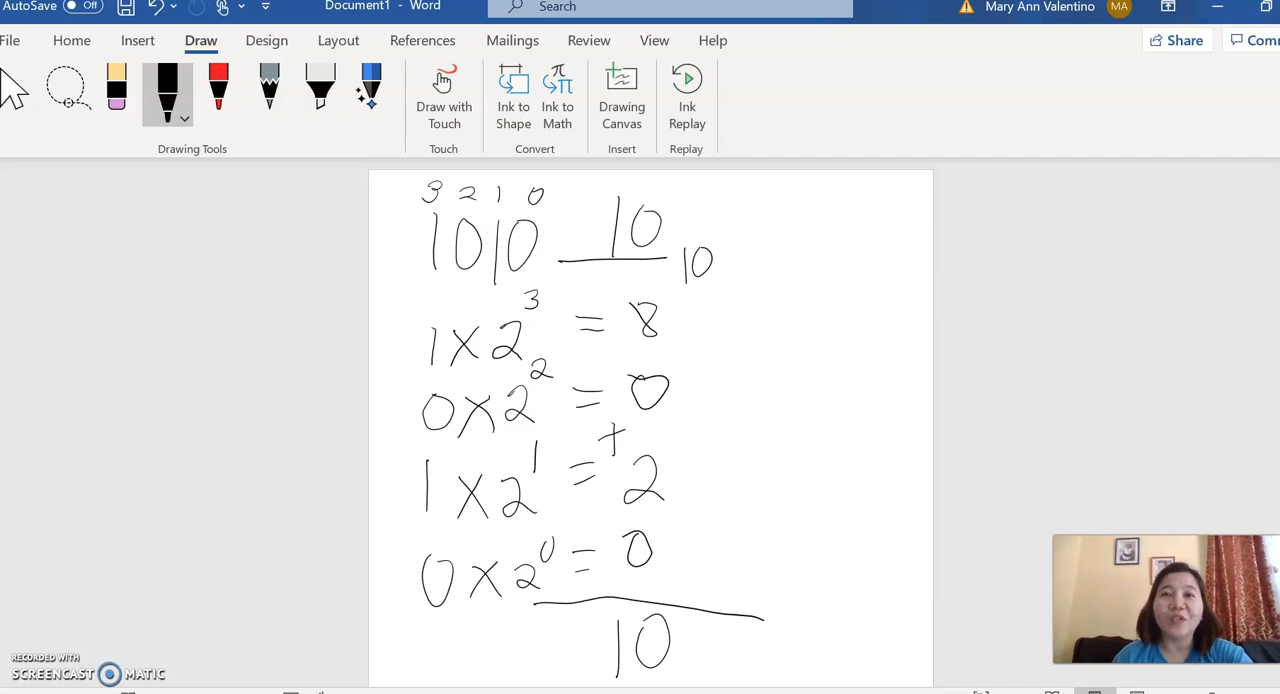 AutoSave Off Document1 - Word Search Mary Ann Valentino MA
File Home Insert Draw Design Layout References Mailings Review View Help Share Comm
Draw with Touch
Ink to Shape
Ink to Math
Drawing Canvas
Ink Replay
Drawing Tools Touch Convert Insert Replay
3 2 1 0
1010 10
10
1 X 2³ = 8
0 X 2² = 0
+
1 X 2¹ = 2
0 X 2⁰ = 0
10
RECORDED WITH
SCREENCAST MATIC